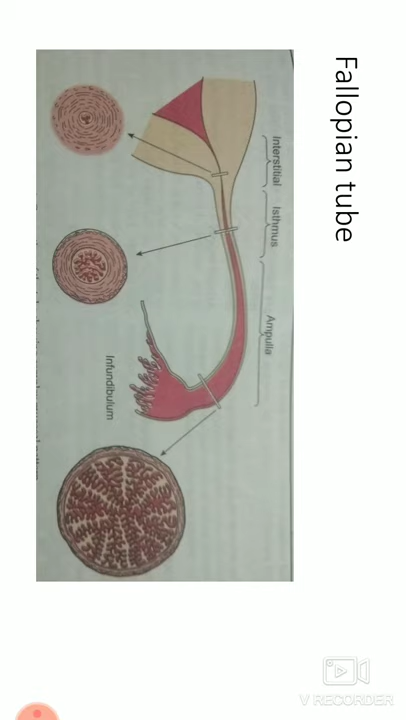 Fallopian tube
Interstitial
Isthmus
Ampulla
Infundibulum
V RECORDER